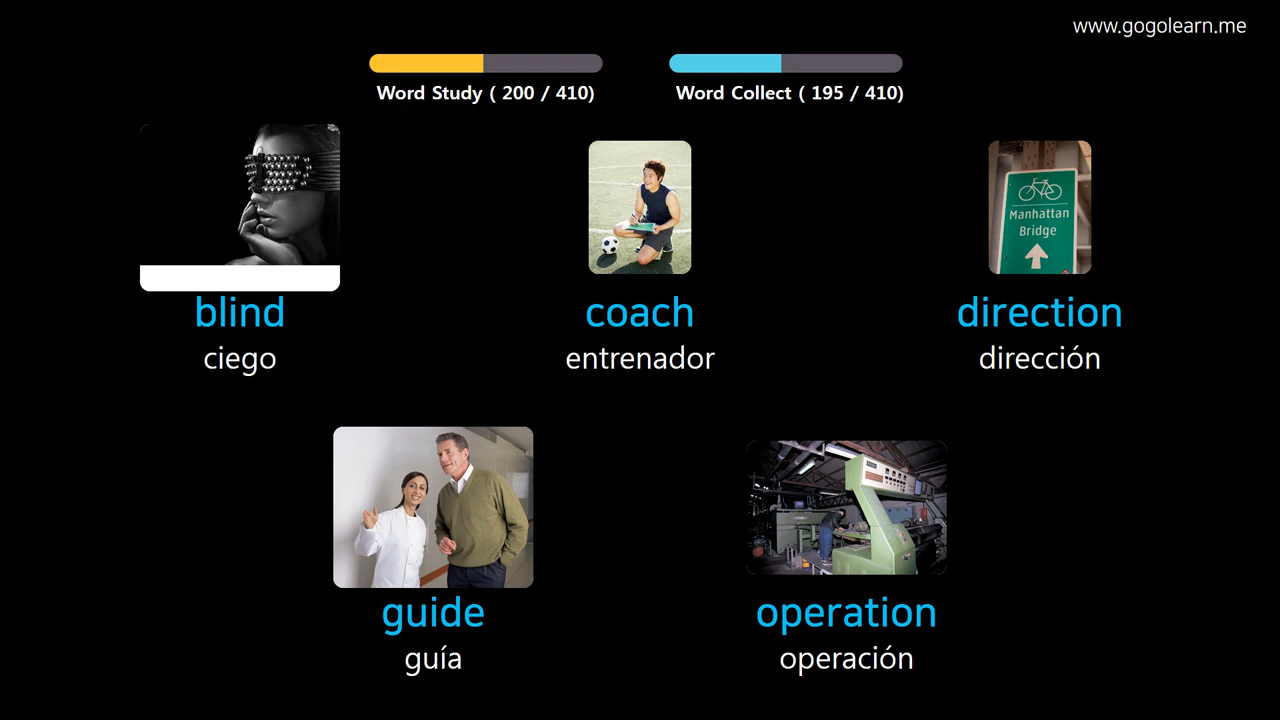 www.gogolearn.me
Word Study ( 200 / 410)
Word Collect ( 195 / 410)
Manhattan
Bridge
blind
coach
direction
ciego
entrenador
dirección
guide
operation
guía
operación